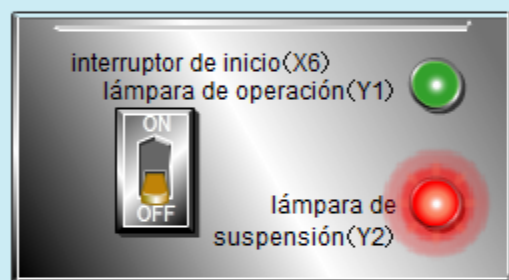 interruptor de inicio(X6)
lámpara de operación(Y1)
ON
OFF
lámpara de
suspensión(Y2)